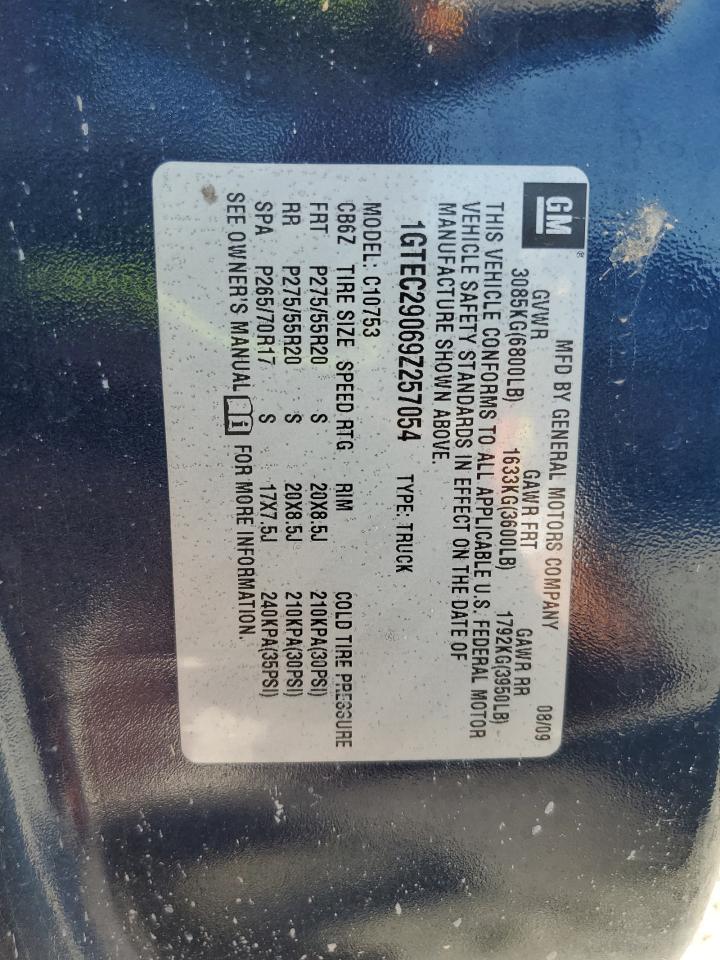 GM®
MFD BY GENERAL MOTORS COMPANY 08/09
GVWR GAWR FRT GAWR RR
3085KG(6800LB) 1633KG(3600LB) 1792KG(3950LB)
THIS VEHICLE CONFORMS TO ALL APPLICABLE U.S. FEDERAL MOTOR
VEHICLE SAFETY STANDARDS IN EFFECT ON THE DATE OF
MANUFACTURE SHOWN ABOVE.
1GTEC29069Z257054 TYPE: TRUCK
MODEL: C10753
CB6Z TIRE SIZE SPEED RTG RIM COLD TIRE PRESSURE
FRT P275/55R20 S 20X8.5J 210KPA(30PSI)
RR P275/55R20 S 20X8.5J 210KPA(30PSI)
SPA P265/70R17 S 17X7.5J 240KPA(35PSI)
SEE OWNER'S MANUAL FOR MORE INFORMATION.